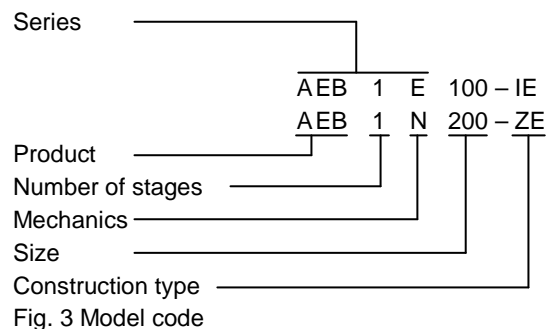 Series
AEB 1 E 100 – IE
AEB 1 N 200 – ZE
Product
Number of stages
Mechanics
Size
Construction type
Fig. 3 Model code